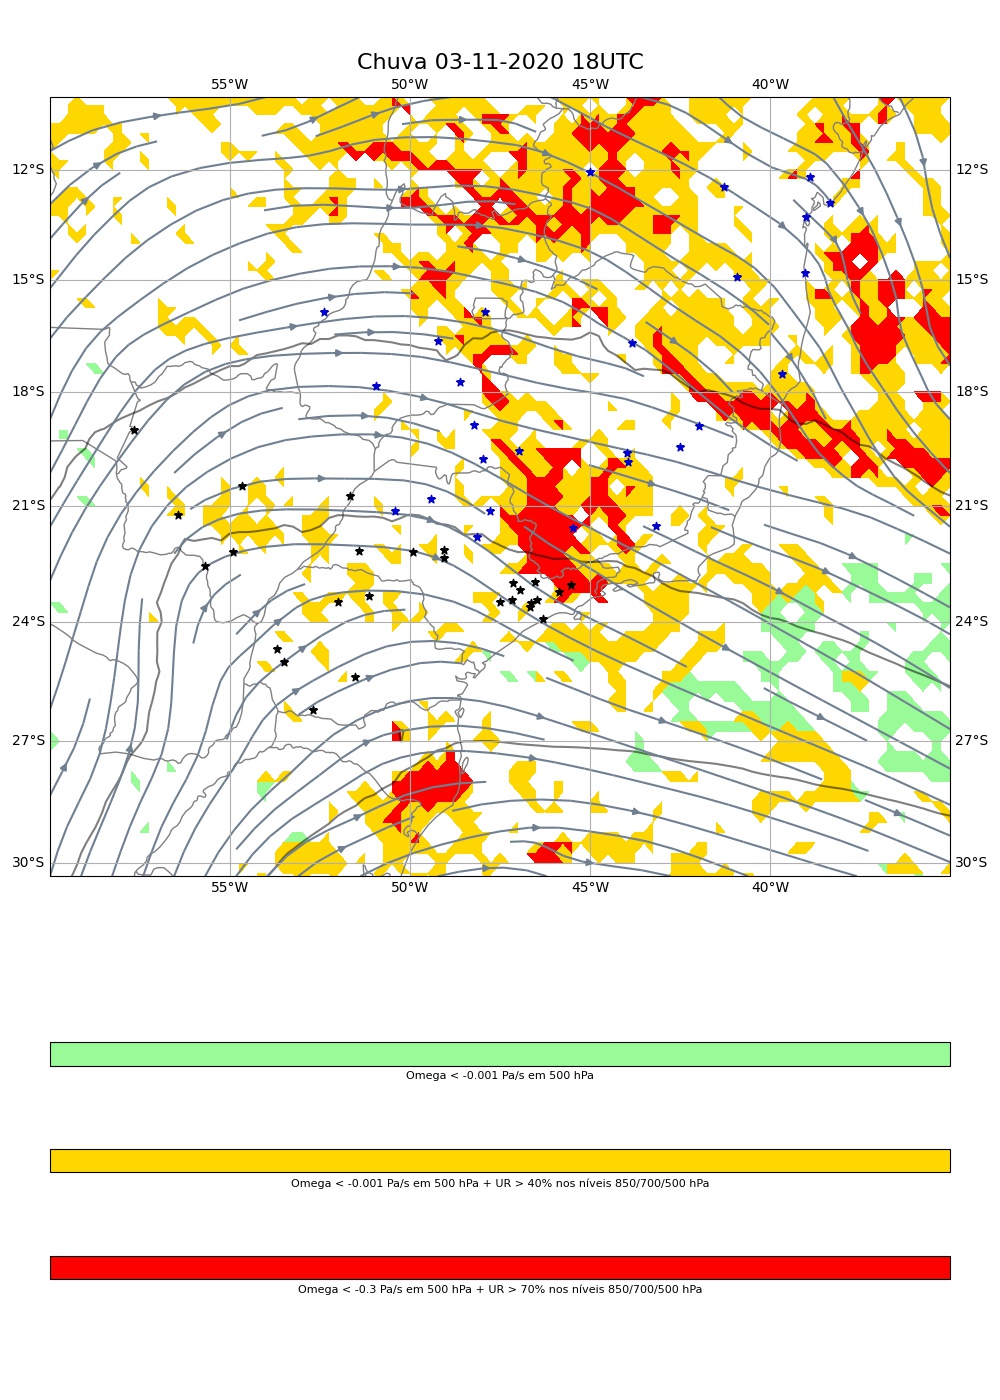 Chuva 03-11-2020 18UTC
55°W 50°W 45°W 40°W
12°S 12°S
15°S 15°S
18°S 18°S
21°S 21°S
24°S 24°S
27°S 27°S
30°S 30°S
55°W 50°W 45°W 40°W
Omega < -0.001 Pa/s em 500 hPa
Omega < -0.001 Pa/s em 500 hPa + UR > 40% nos níveis 850/700/500 hPa
Omega < -0.3 Pa/s em 500 hPa + UR > 70% nos níveis 850/700/500 hPa